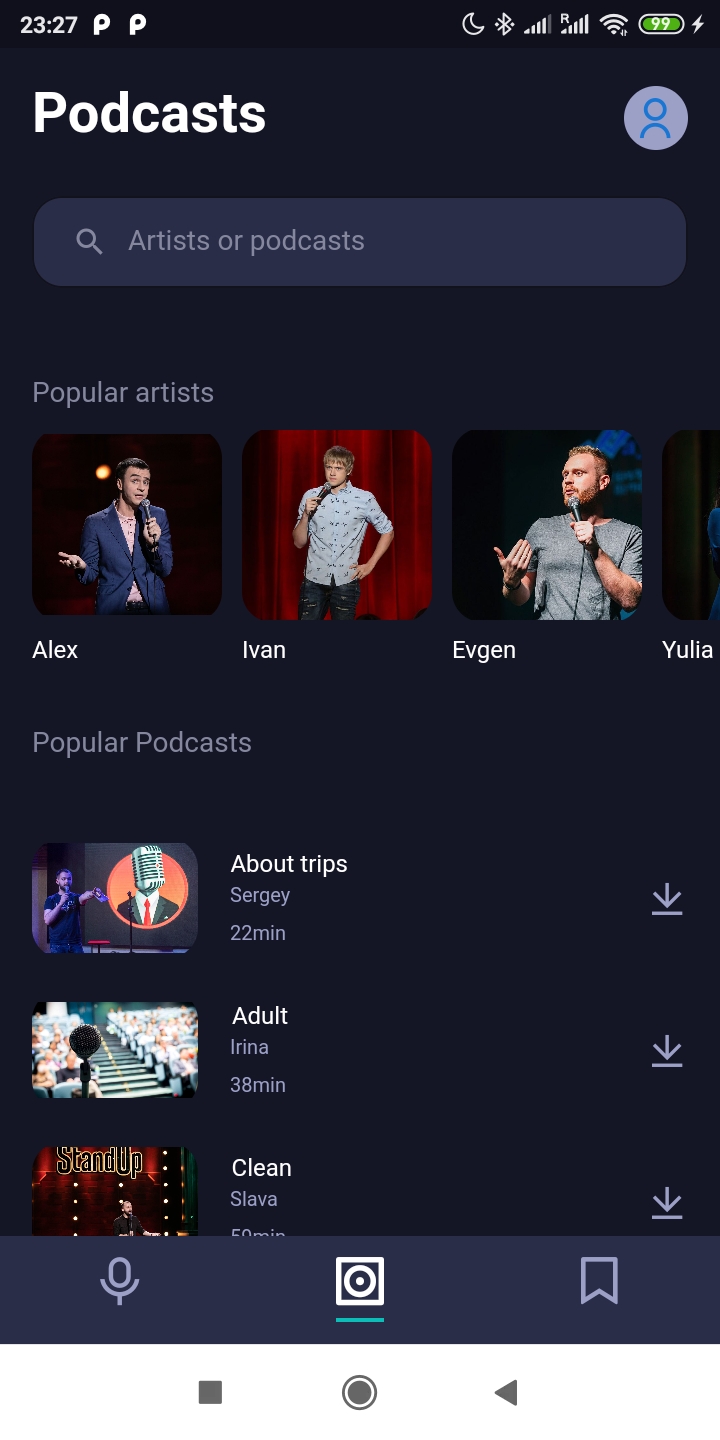 23:27
R
99
Podcasts
Artists or podcasts
Popular artists
Alex
Ivan
Evgen
Yulia
Popular Podcasts
About trips
Sergey
22min
Adult
Irina
38min
StandUp
Clean
Slava